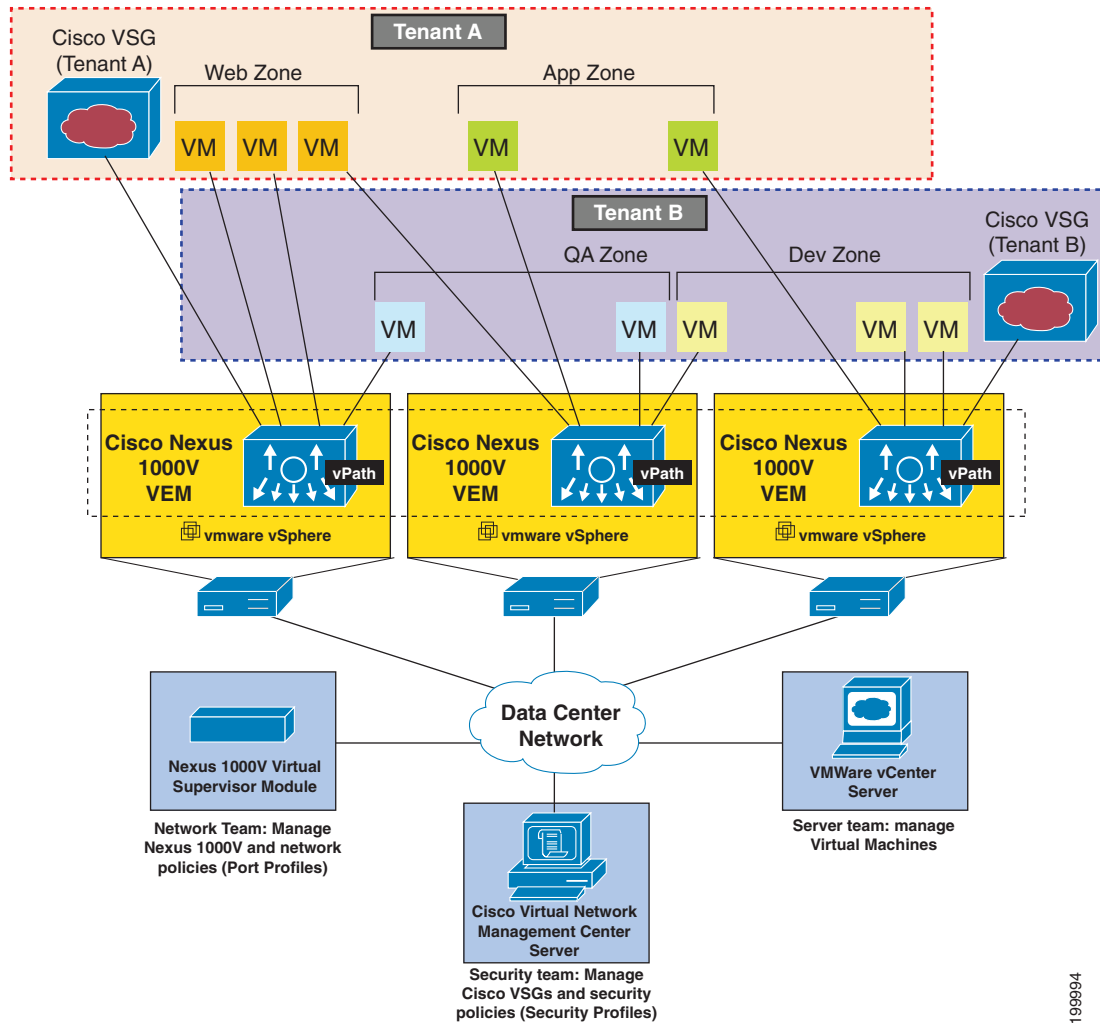 Tenant A
Cisco VSG
(Tenant A)
Web Zone
App Zone
VM
VM
VM
VM
VM
Tenant B
Cisco VSG
(Tenant B)
QA Zone
Dev Zone
VM
VM
VM
VM
VM
Cisco Nexus
1000V
VEM
vPath
vmware vSphere
Cisco Nexus
1000V
VEM
vPath
vmware vSphere
Cisco Nexus
1000V
VEM
vPath
vmware vSphere
Data Center
Network
Nexus 1000V Virtual
Supervisor Module
Network Team: Manage
Nexus 1000V and network
policies (Port Profiles)
VMWare vCenter
Server
Server team: manage
Virtual Machines
Cisco Virtual Network
Management Center
Server
Security team: Manage
Cisco VSGs and security
policies (Security Profiles)
199994